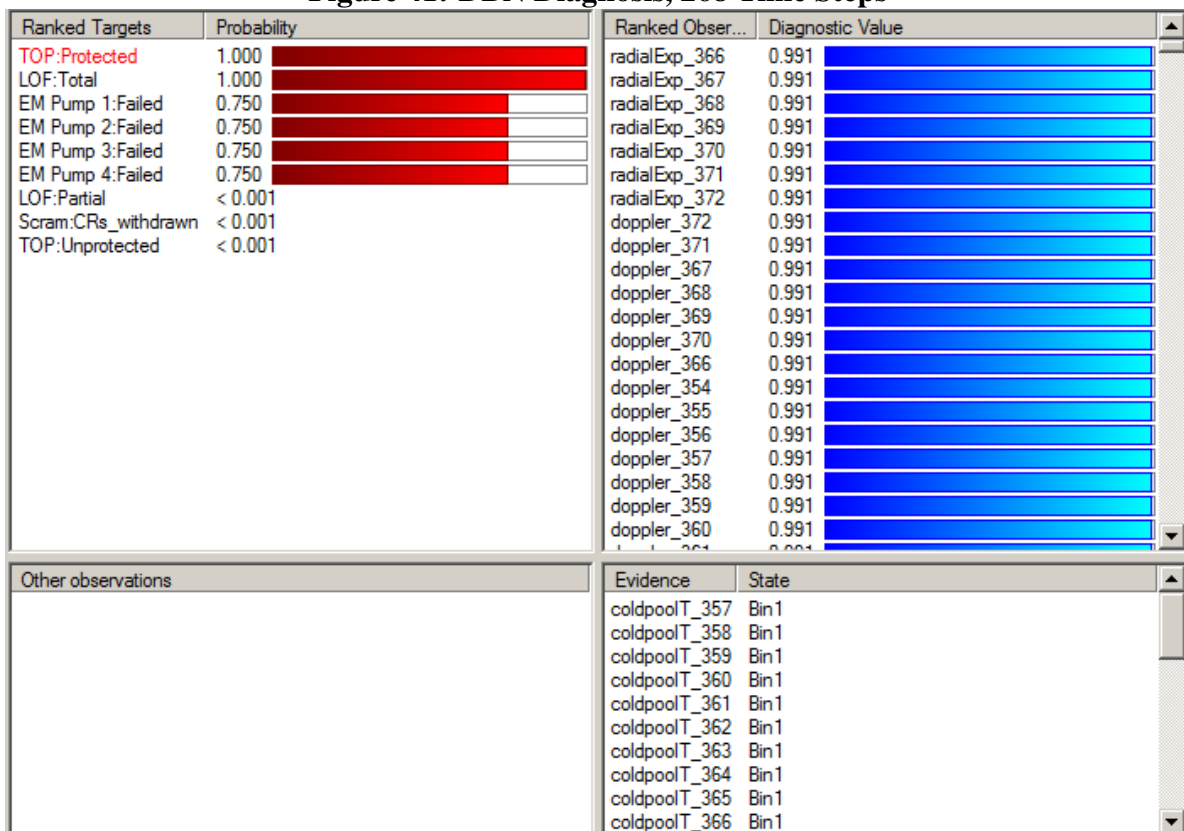 DBN Diagnosis, Time Steps
Ranked Targets Probability
TOP:Protected 1.000
LOF:Total 1.000
EM Pump 1:Failed 0.750
EM Pump 2:Failed 0.750
EM Pump 3:Failed 0.750
EM Pump 4:Failed 0.750
LOF:Partial < 0.001
Scram:CRs_withdrawn < 0.001
TOP:Unprotected < 0.001
Ranked Obser... Diagnostic Value
radialExp_366 0.991
radialExp_367 0.991
radialExp_368 0.991
radialExp_369 0.991
radialExp_370 0.991
radialExp_371 0.991
radialExp_372 0.991
doppler_372 0.991
doppler_371 0.991
doppler_367 0.991
doppler_368 0.991
doppler_369 0.991
doppler_370 0.991
doppler_366 0.991
doppler_354 0.991
doppler_355 0.991
doppler_356 0.991
doppler_357 0.991
doppler_358 0.991
doppler_359 0.991
doppler_360 0.991
Other observations
Evidence State
coldpoolT_357 Bin1
coldpoolT_358 Bin1
coldpoolT_359 Bin1
coldpoolT_360 Bin1
coldpoolT_361 Bin1
coldpoolT_362 Bin1
coldpoolT_363 Bin1
coldpoolT_364 Bin1
coldpoolT_365 Bin1
coldpoolT_366 Bin1